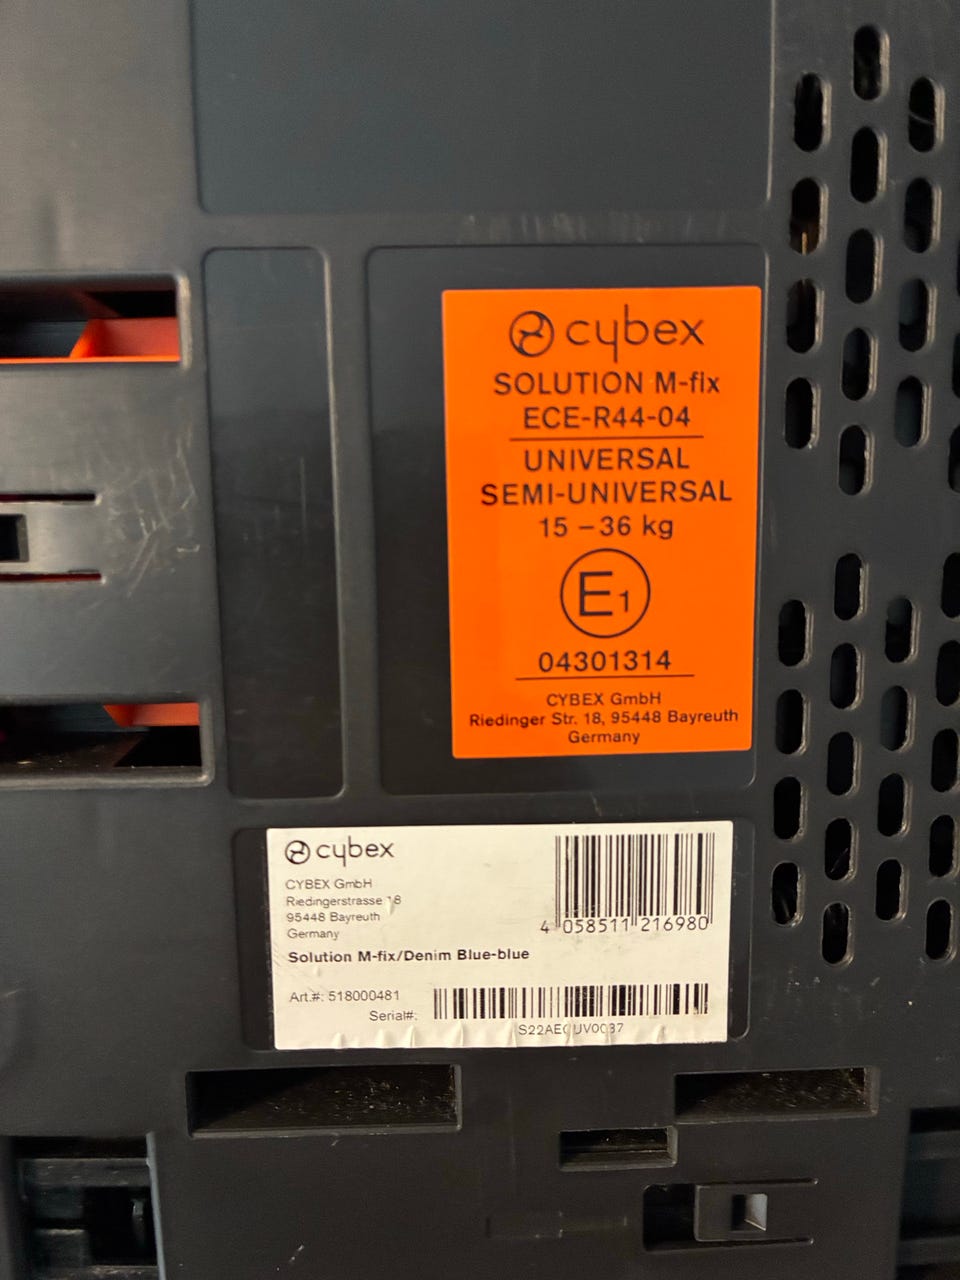 cybex
SOLUTION M-fix
ECE-R44-04
UNIVERSAL
SEMI-UNIVERSAL
15 – 36 kg
E1
04301314
CYBEX GmbH
Riedinger Str. 18, 95448 Bayreuth
Germany
cybex
CYBEX GmbH
Riedingerstrasse 18
95448 Bayreuth
Germany
4 058511 216980
Solution M-fix/Denim Blue-blue
Art.#: 518000481
Serial#: